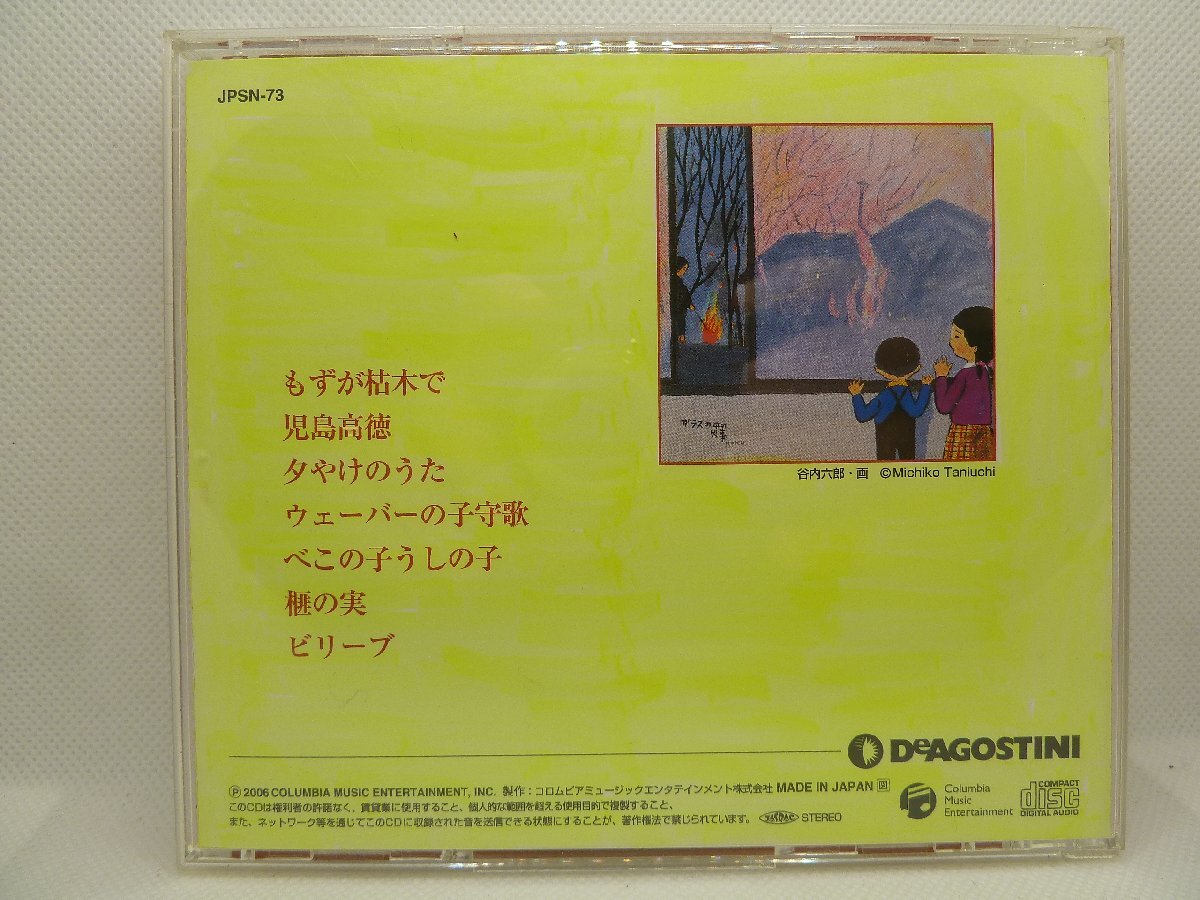 JPSN-73
もずが枯木で
児島高徳
夕やけのうた
ウェーバーの子守歌
べこの子うしの子
榧の実
ビリーブ
ガラスの中の
谷内六郎・画 ©Michiko Taniuchi
DeAGOSTINI
Ⓟ 2006 COLUMBIA MUSIC ENTERTAINMENT, INC. 製作：コロムビアミュージックエンタテインメント株式会社 MADE IN JAPAN
このCDは権利者の許諾なく、賃貸業に使用すること、個人的な範囲を超える使用目的で複製すること、
また、ネットワーク等を通じてこのCDに収録された音を送信できる状態にすることが、著作権法で禁じられています。 JASRAC STEREO
Columbia
Music
Entertainment
COMPACT
disc
DIGITAL AUDIO